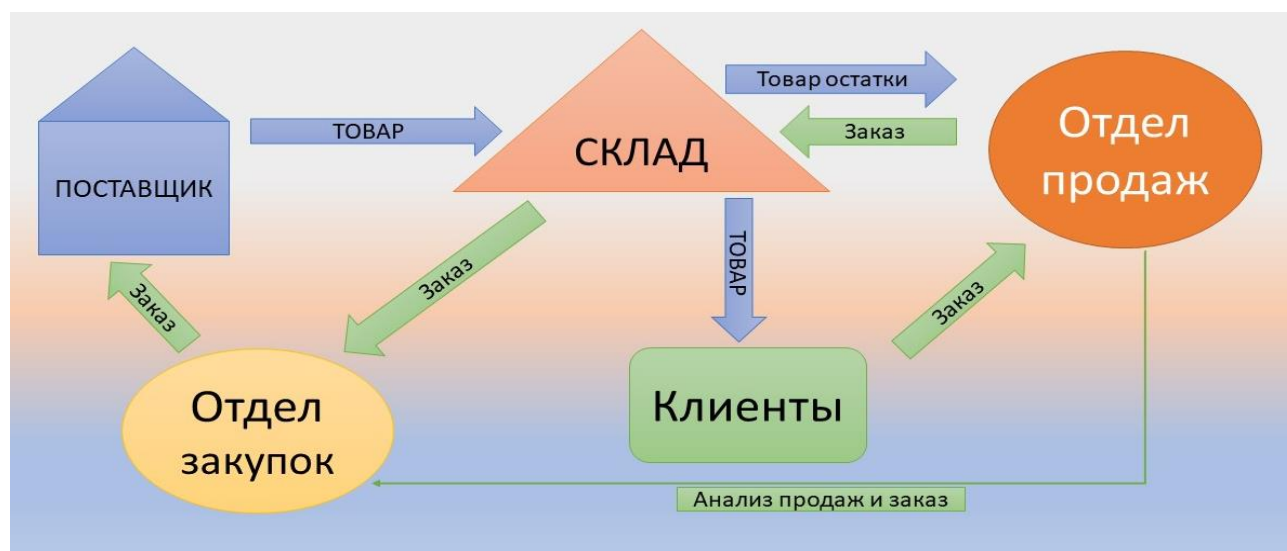 Товар остатки
ТОВАР
Заказ
СКЛАД
Отдел
продаж
ПОСТАВЩИК
Заказ
ТОВАР
Заказ
Заказ
Отдел
закупок
Клиенты
Анализ продаж и заказ